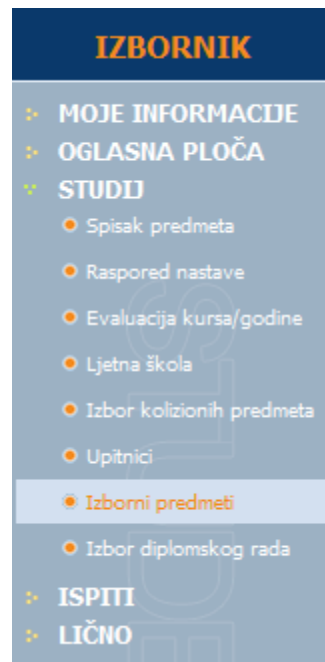 IZBORNIK
MOJE INFORMACIJE
OGLASNA PLOČA
STUDIJ
Spisak predmeta
Raspored nastave
Evaluacija kursa/godine
Ljetna škola
Izbor kolizionih predmeta
Upitnici
Izborni predmeti
Izbor diplomskog rada
ISPITI
LIČNO